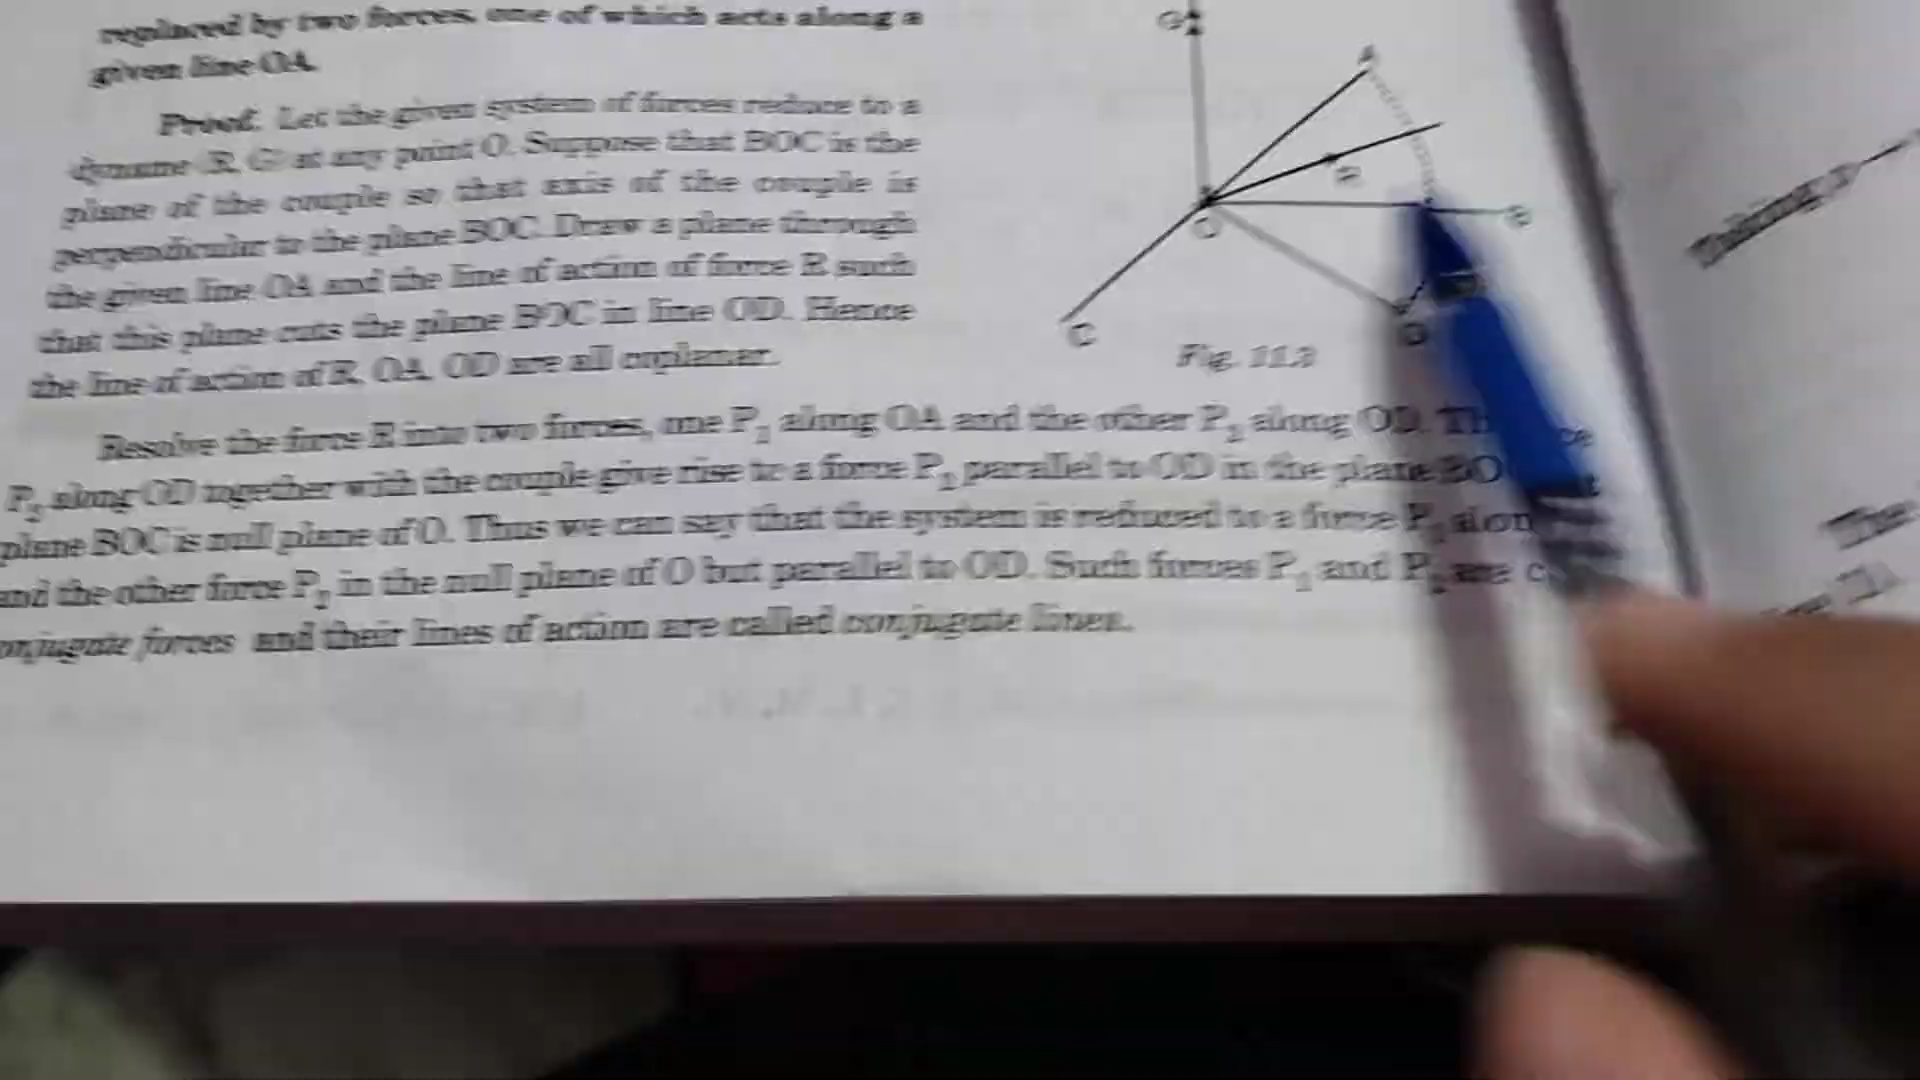 replaced by two forces, one of which acts along a
given line OA.
Proof. Let the given system of forces reduce to a
dyname (R, G) at any point O. Suppose that BOC is the
plane of the couple so that axis of the couple is
perpendicular to the plane BOC. Draw a plane through
the given line OA and the line of action of force R such
that this plane cuts the plane BOC in line OD. Hence
the line of action of R, OA, OD are all coplanar.
G
A
R
O
B
C
D
Fig. 11.3
Resolve the force R into two forces, one P₁ along OA and the other P₂ along OD.
P₂ along OD together with the couple give rise to a force P₂ parallel to OD in the plane
plane BOC is null plane of O. Thus we can say that the system is reduced to a force P₁
and the other force P₂ in the null plane of O but parallel to OD. Such forces P₁ and P₂ are
conjugate forces and their lines of action are called conjugate lines.
Taking